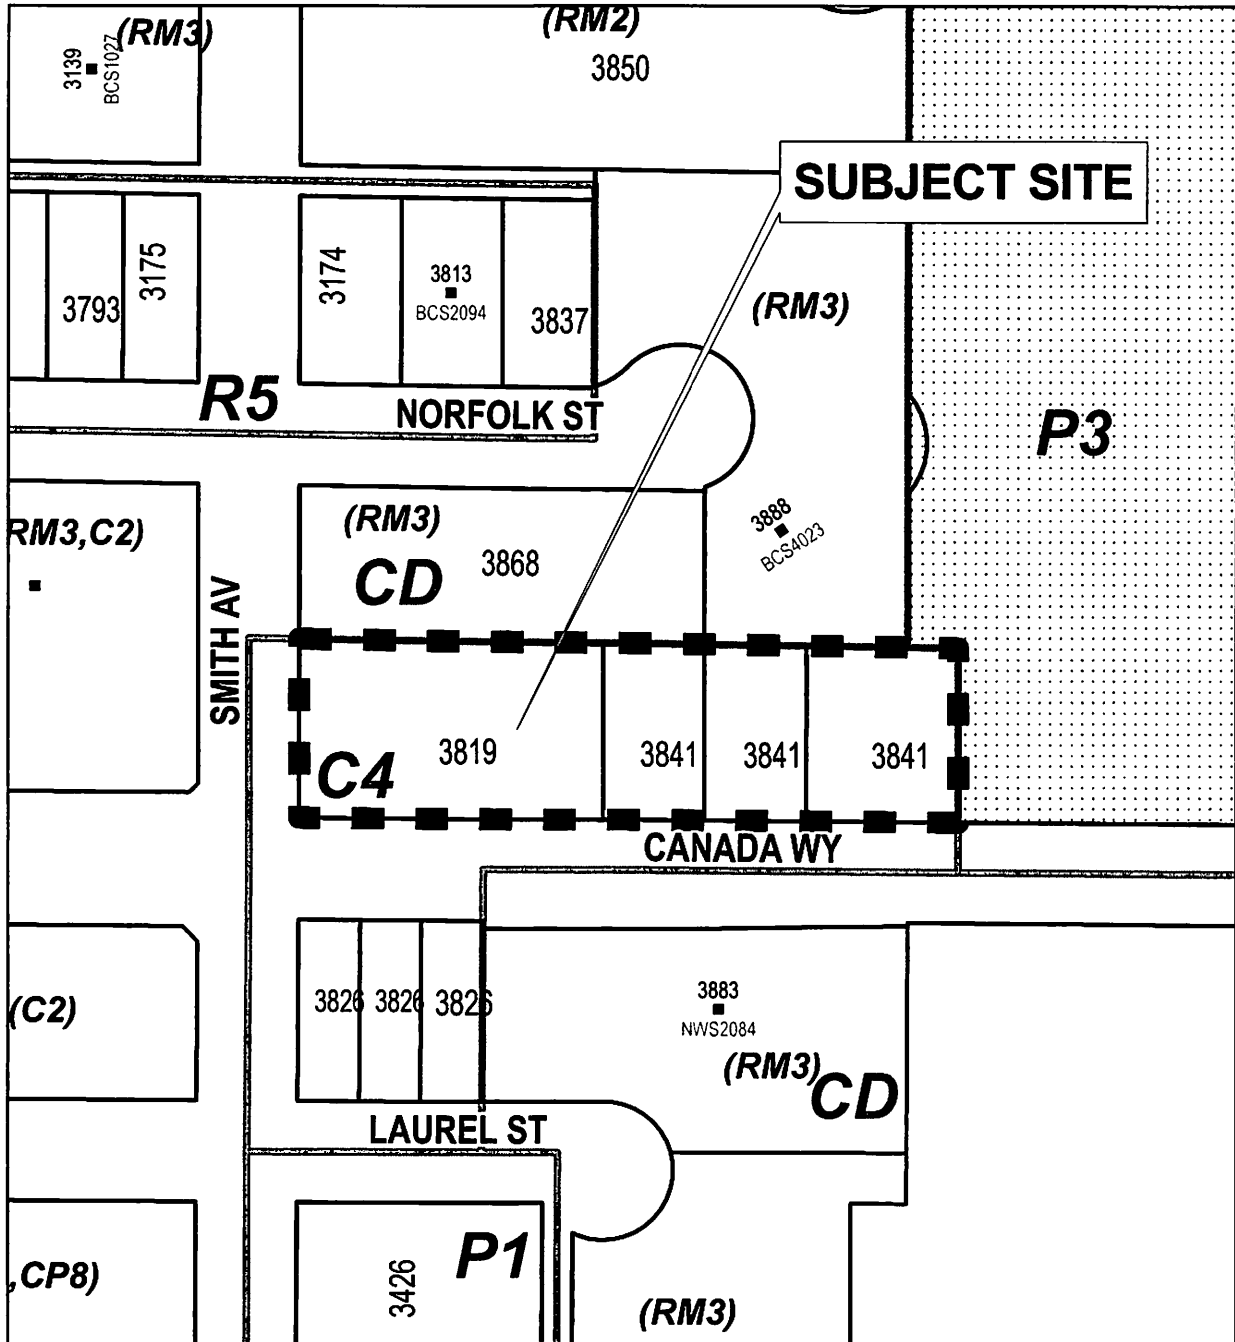 (RM3)
3139
BCS1027
(RM2)
3850
SUBJECT SITE
3793
3175
3174
3813
BCS2094
3837
(RM3)
R5
NORFOLK ST
P3
RM3,C2)
(RM3)
CD
3868
3888
BCS4023
SMITH AV
C4
3819
3841
3841
3841
CANADA WY
(C2)
3826
3826
3826
3883
NWS2084
(RM3)
CD
LAUREL ST
,CP8)
3426
P1
(RM3)